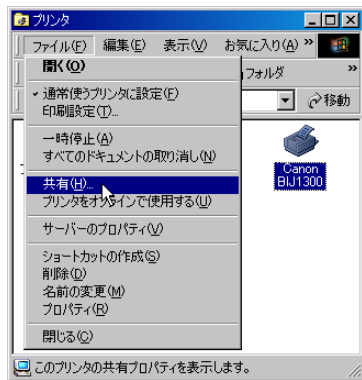 プリンタ
ファイル(F) 編集(E) 表示(V) お気に入り(A) »
開く(O)
フォルダ »
通常使うプリンタに設定(F)
印刷設定(T)...
移動
一時停止(A)
すべてのドキュメントの取り消し(N)
共有(H)...
プリンタをオフラインで使用する(U)
Canon
BIJ1300
サーバーのプロパティ(V)
ショートカットの作成(S)
削除(D)
名前の変更(M)
プロパティ(R)
閉じる(C)
このプリンタの共有プロパティを表示します。